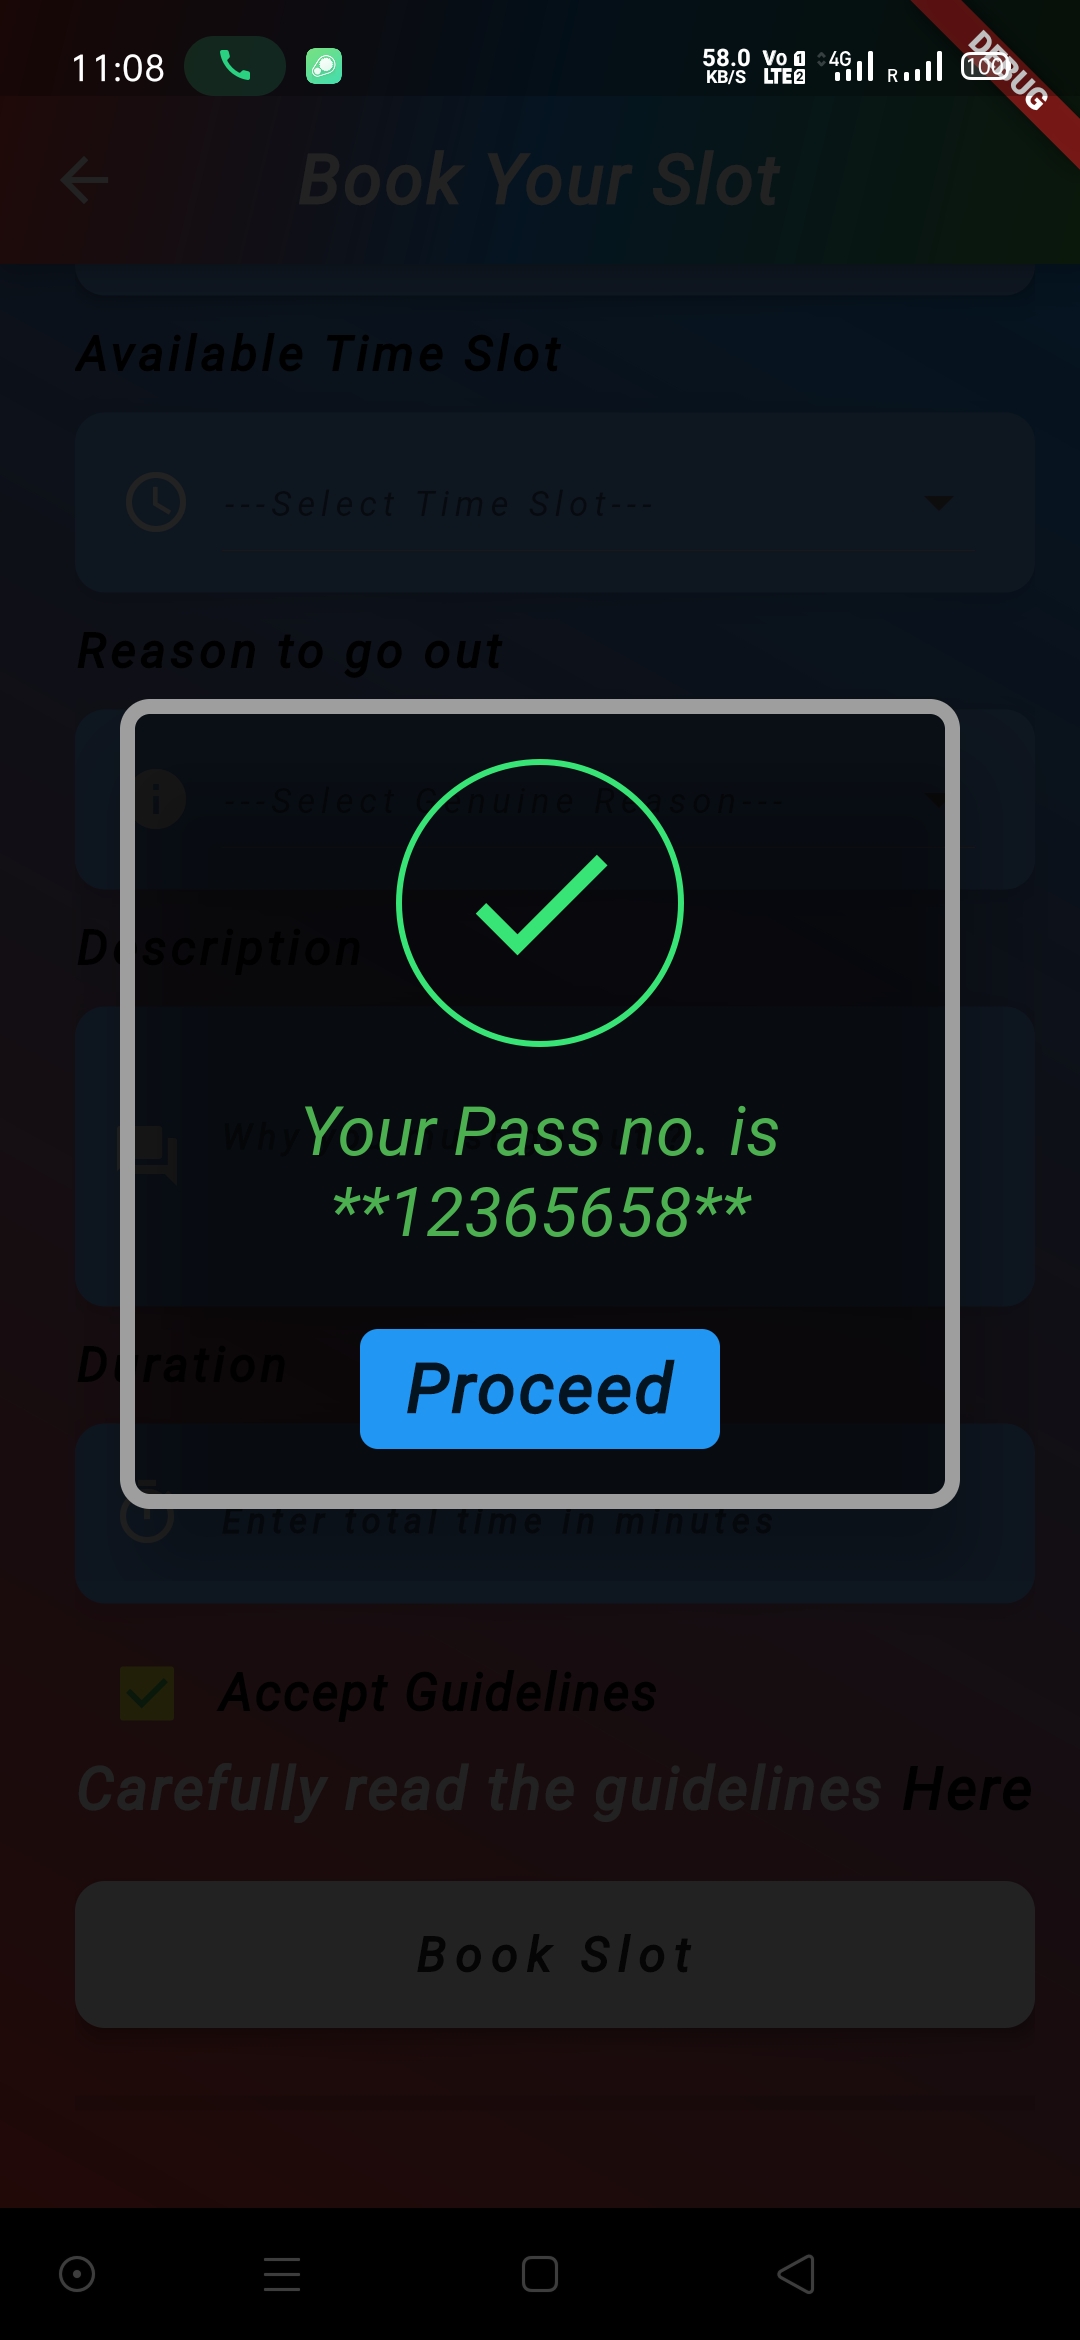 11:08
58.0 KB/S Vo LTE 1 2 4G R 100
DEBUG
Book Your Slot
Available Time Slot
---Select Time Slot---
Reason to go out
---Select Genuine Reason---
Description
Why
Your Pass no. is
**12365658**
Duration
Proceed
Enter total time in minutes
Accept Guidelines
Carefully read the guidelines Here
Book Slot